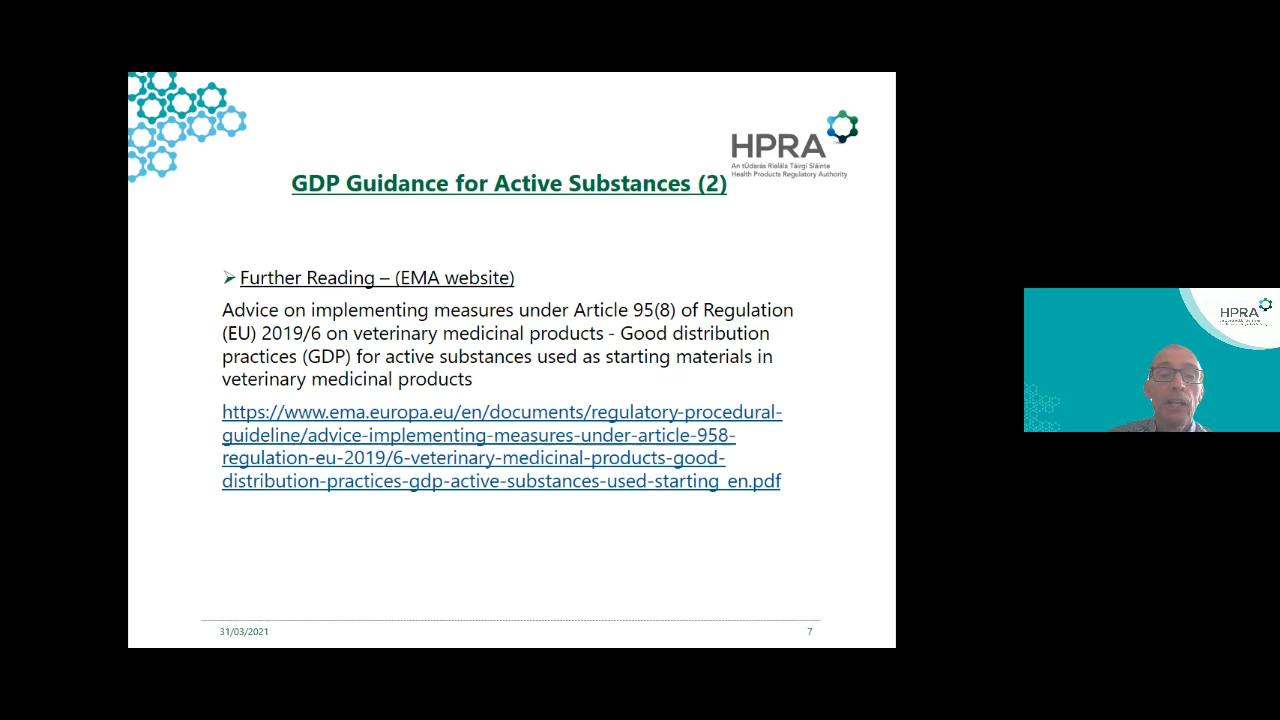 HPRA
An tÚdarás Rialála Táirgí Sláinte
Health Products Regulatory Authority
GDP Guidance for Active Substances (2)
Further Reading – (EMA website)
Advice on implementing measures under Article 95(8) of Regulation
(EU) 2019/6 on veterinary medicinal products - Good distribution
practices (GDP) for active substances used as starting materials in
veterinary medicinal products
https://www.ema.europa.eu/en/documents/regulatory-procedural-
guideline/advice-implementing-measures-under-article-958-
regulation-eu-2019/6-veterinary-medicinal-products-good-
distribution-practices-gdp-active-substances-used-starting_en.pdf
31/03/2021
7
HPRA